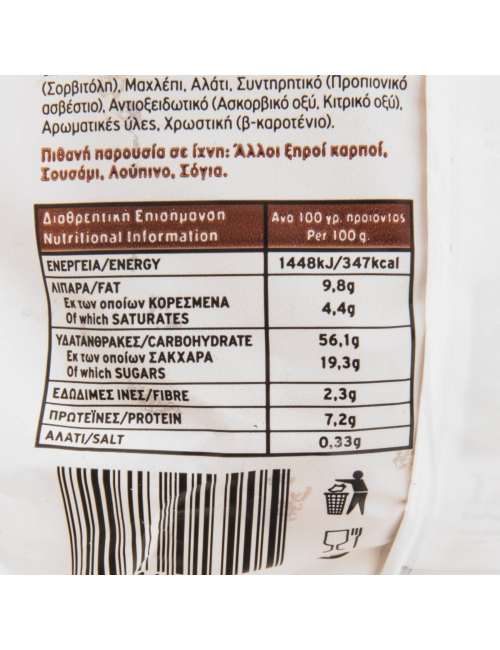 (Σορβιτόλη), Μαχλέπι, Αλάτι, Συντηρητικό (Προπιονικό
ασβέστιο), Αντιοξειδωτικό (Ασκορβικό οξύ, Κιτρικό οξύ),
Αρωματικές ύλες, Χρωστική (β-καροτένιο).
Πιθανή παρουσία σε ίχνη: Άλλοι ξηροί καρποί,
Σουσάμι, Λούπινο, Σόγια.
Διαθρεπτική Επισήμανση Ανα 100 γρ. προϊόντος
Nutritional Information Per 100 g.
ΕΝΕΡΓΕΙΑ/ENERGY 1448kJ/347kcal
ΛΙΠΑΡΑ/FAT 9,8g
Εκ των οποίων ΚΟΡΕΣΜΕΝΑ
Of which SATURATES 4,4g
ΥΔΑΤΑΝΘΡΑΚΕΣ/CARBOHYDRATE 56,1g
Εκ των οποίων ΣΑΚΧΑΡΑ
Of which SUGARS 19,3g
ΕΔΩΔΙΜΕΣ ΙΝΕΣ/FIBRE 2,3g
ΠΡΩΤΕΪΝΕΣ/PROTEIN 7,2g
ΑΛΑΤΙ/SALT 0,33g